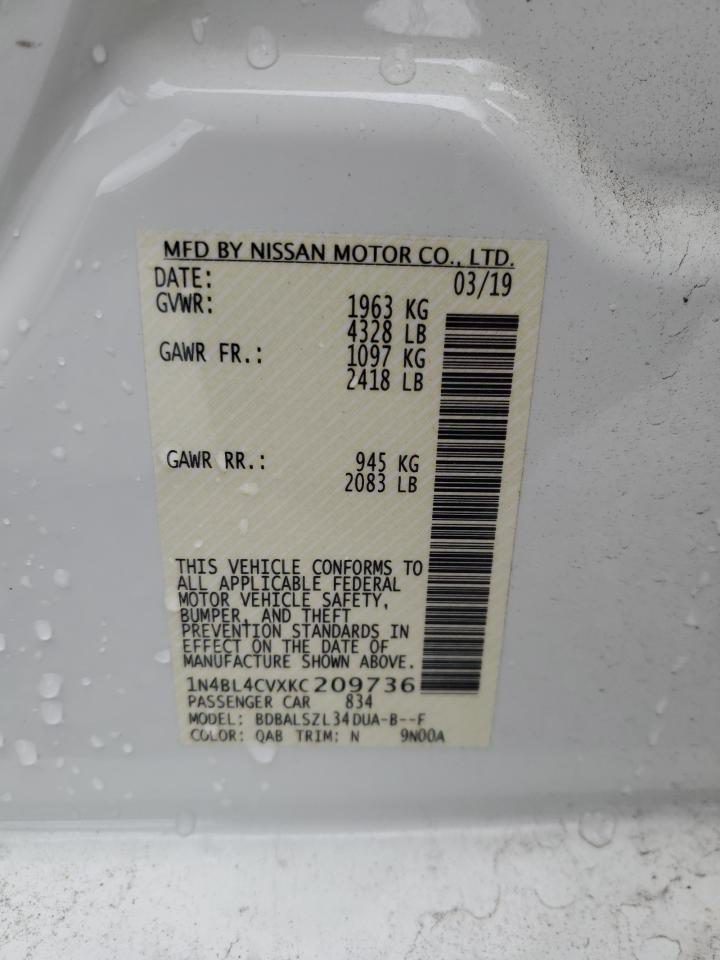 MFD BY NISSAN MOTOR CO., LTD.
DATE: 03/19
GVWR: 1963 KG
4328 LB
GAWR FR.: 1097 KG
2418 LB
GAWR RR.: 945 KG
2083 LB
THIS VEHICLE CONFORMS TO
ALL APPLICABLE FEDERAL
MOTOR VEHICLE SAFETY,
BUMPER, AND THEFT
PREVENTION STANDARDS IN
EFFECT ON THE DATE OF
MANUFACTURE SHOWN ABOVE.
1N4BL4CVXKC209736
PASSENGER CAR 834
MODEL: BDBALSZL34DUA-B--F
COLOR: QAB TRIM: N 9N00A